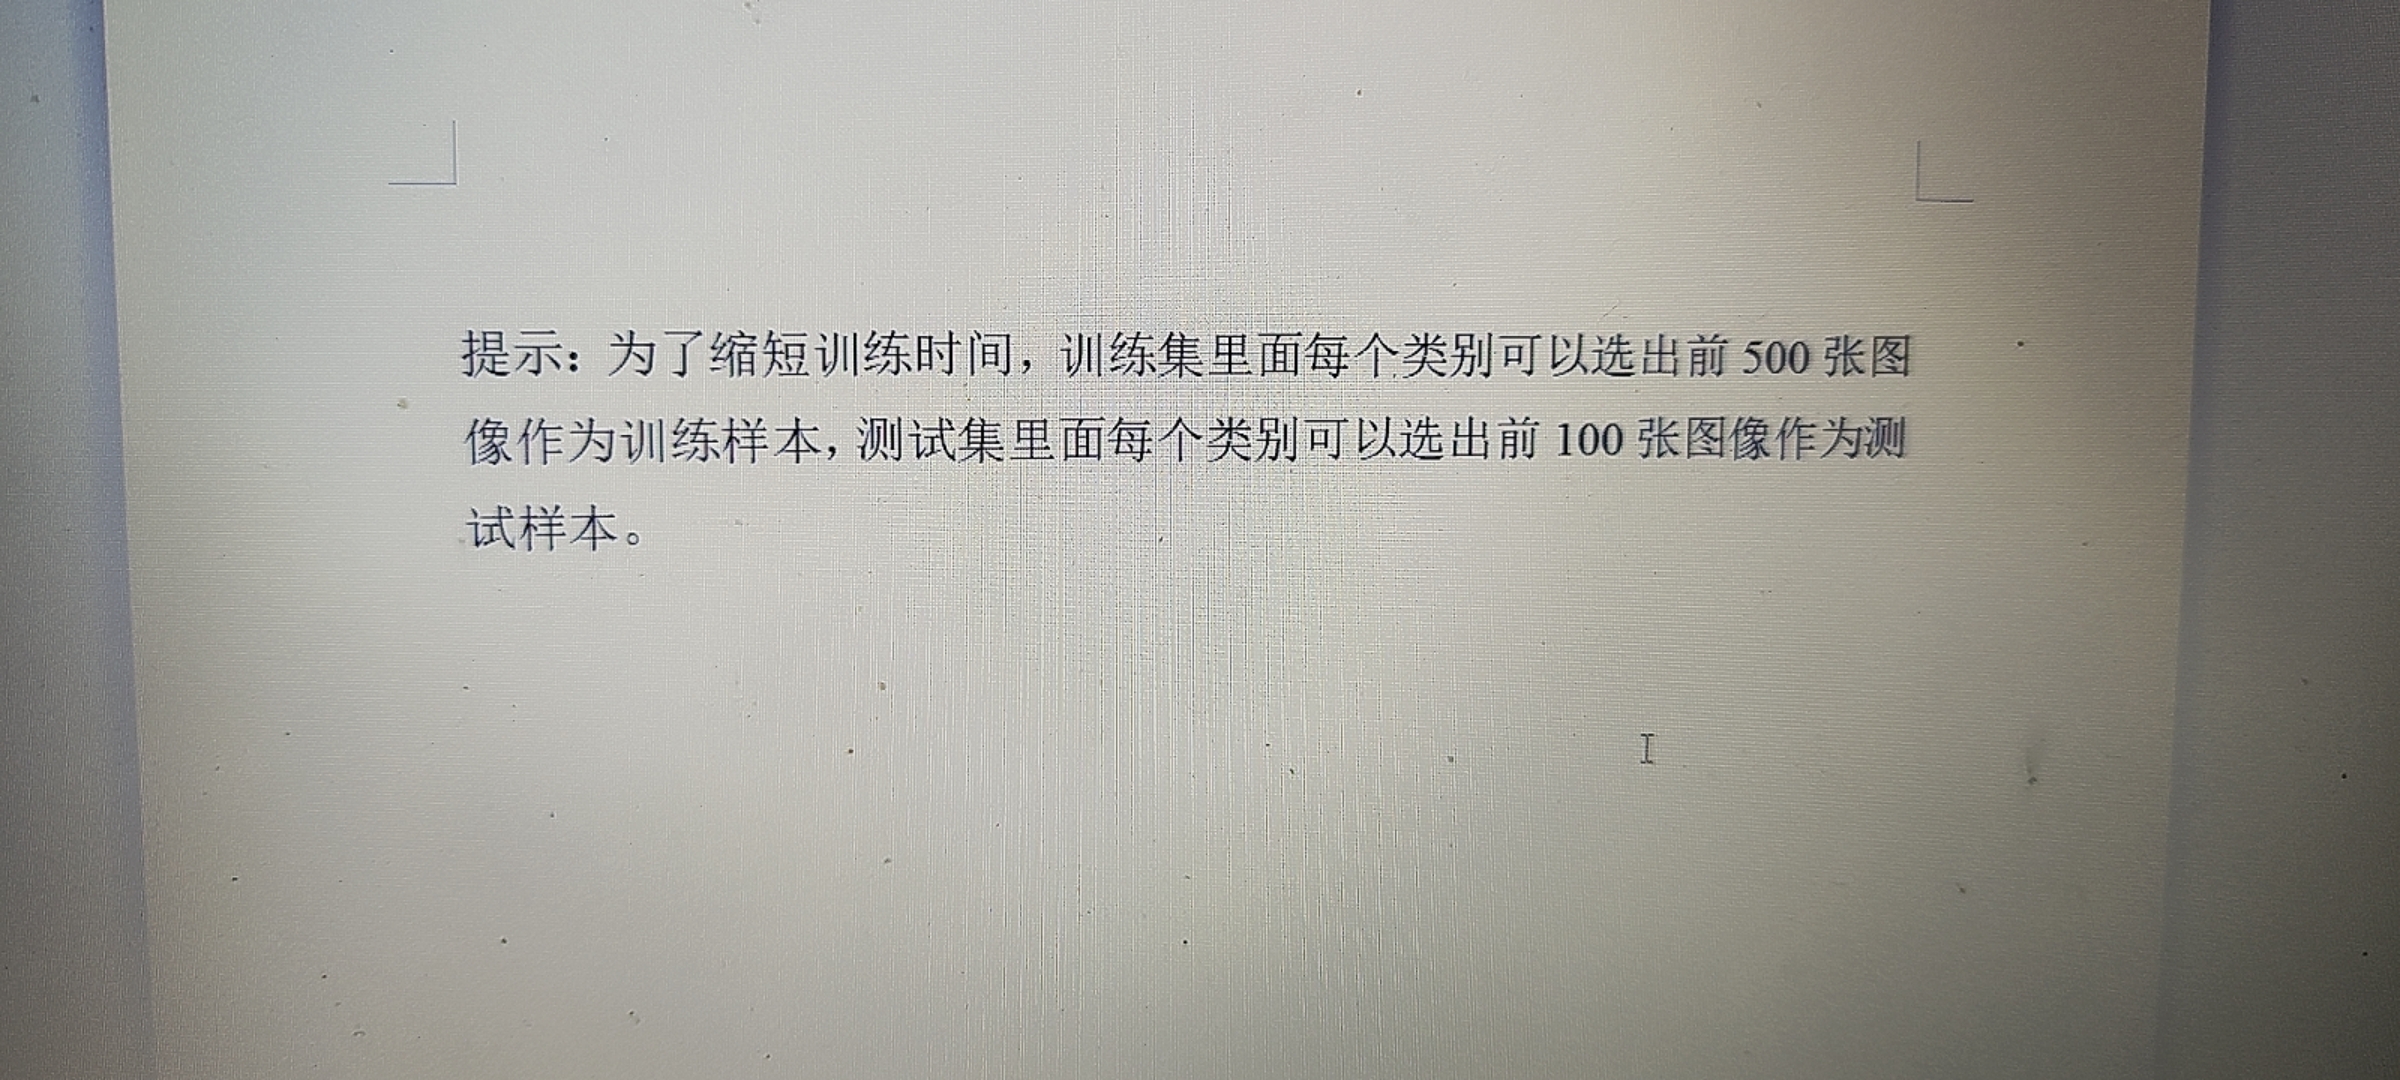 提示：为了缩短训练时间，训练集里面每个类别可以选出前 500 张图
像作为训练样本，测试集里面每个类别可以选出前 100 张图像作为测
试样本。